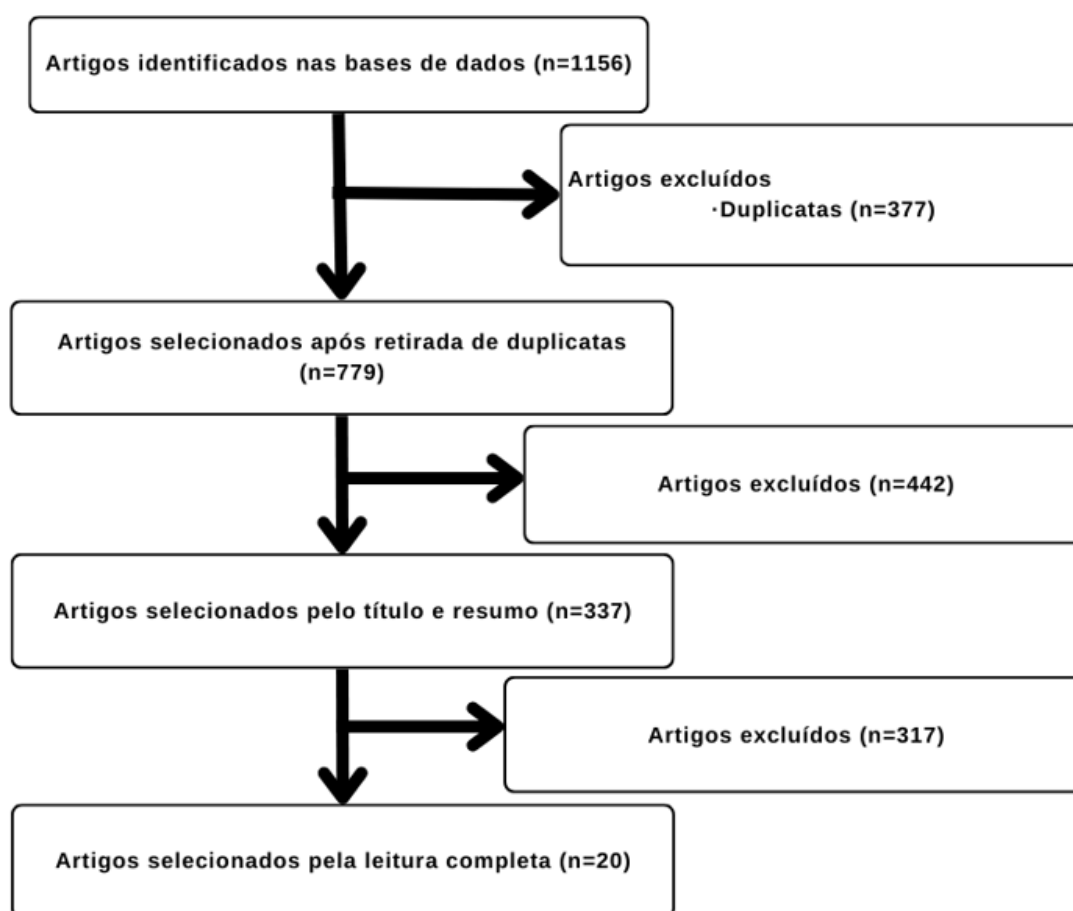 Artigos identificados nas bases de dados (n=1156)
Artigos excluídos
·Duplicatas (n=377)
Artigos selecionados após retirada de duplicatas
(n=779)
Artigos excluídos (n=442)
Artigos selecionados pelo título e resumo (n=337)
Artigos excluídos (n=317)
Artigos selecionados pela leitura completa (n=20)